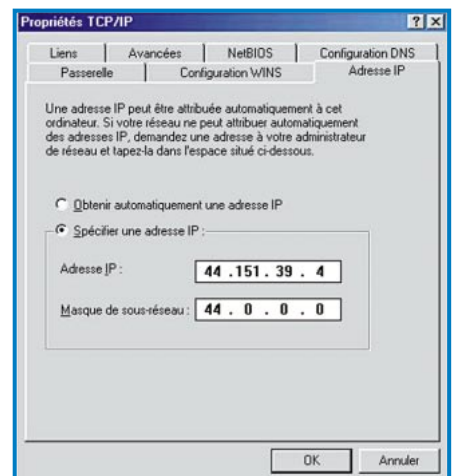 Propriétés TCP/IP
Liens Avancées NetBIOS Configuration DNS
Passerelle Configuration WINS Adresse IP
Une adresse IP peut être attribuée automatiquement à cet
ordinateur. Si votre réseau ne peut attribuer automatiquement
des adresses IP, demandez une adresse à votre administrateur
de réseau et tapez-la dans l'espace situé ci-dessous.
Obtenir automatiquement une adresse IP
Spécifier une adresse IP :
Adresse IP : 44 .151. 39 . 4
Masque de sous-réseau : 44 . 0 . 0 . 0
OK Annuler